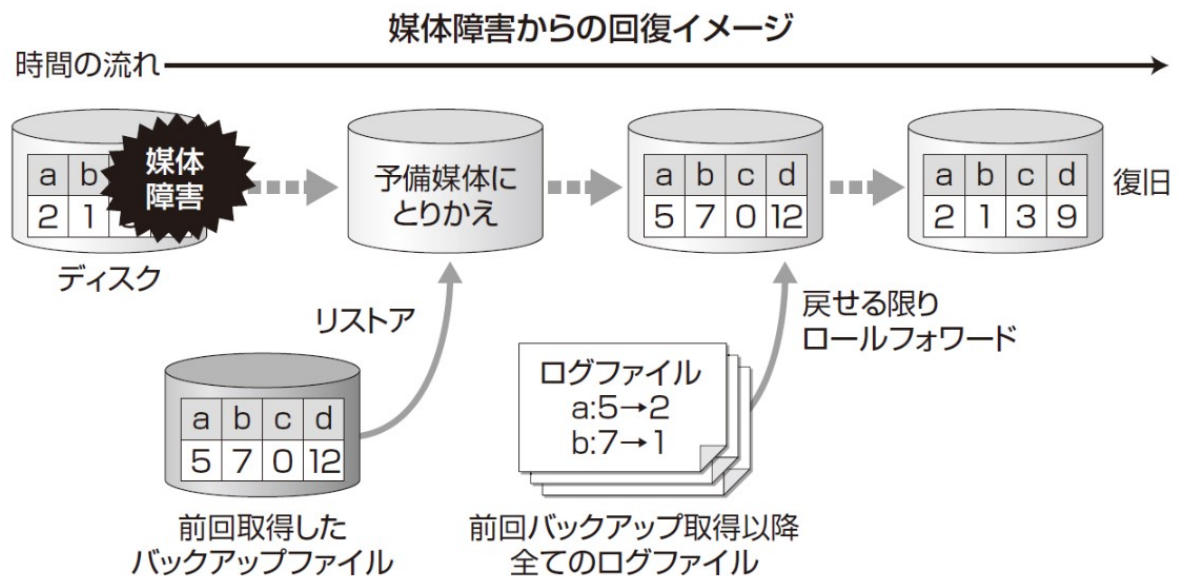 媒体障害からの回復イメージ
時間の流れ
a b
2 1
媒体
障害
ディスク
予備媒体に
とりかえ
a b c d
5 7 0 12
a b c d
2 1 3 9
復旧
リストア
戻せる限り
ロールフォワード
a b c d
5 7 0 12
前回取得した
バックアップファイル
ログファイル
a:5→2
b:7→1
前回バックアップ取得以降
全てのログファイル